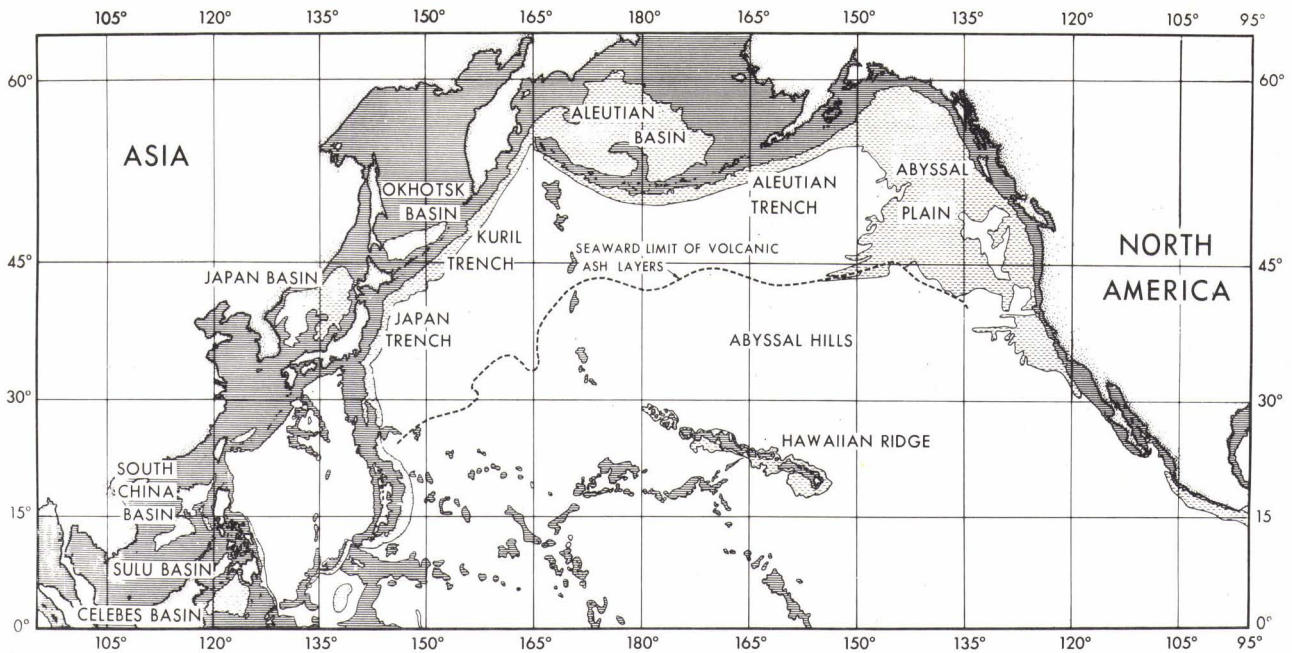 105° 120° 135° 150° 165° 180° 165° 150° 135° 120° 105° 95°
60° 60°
ALEUTIAN
BASIN
ASIA
ABYSSAL
ALEUTIAN
TRENCH
OKHOTSK
BASIN
PLAIN
KURIL
TRENCH
NORTH
AMERICA
SEAWARD LIMIT OF VOLCANIC
ASH LAYERS
45° 45°
JAPAN BASIN
JAPAN
TRENCH
ABYSSAL HILLS
30° 30°
HAWAIIAN RIDGE
SOUTH
CHINA
BASIN
15° 15
SULU BASIN
CELEBES BASIN
0° 0°
105° 120° 135° 150° 165° 180° 165° 150° 135° 120° 105° 95°